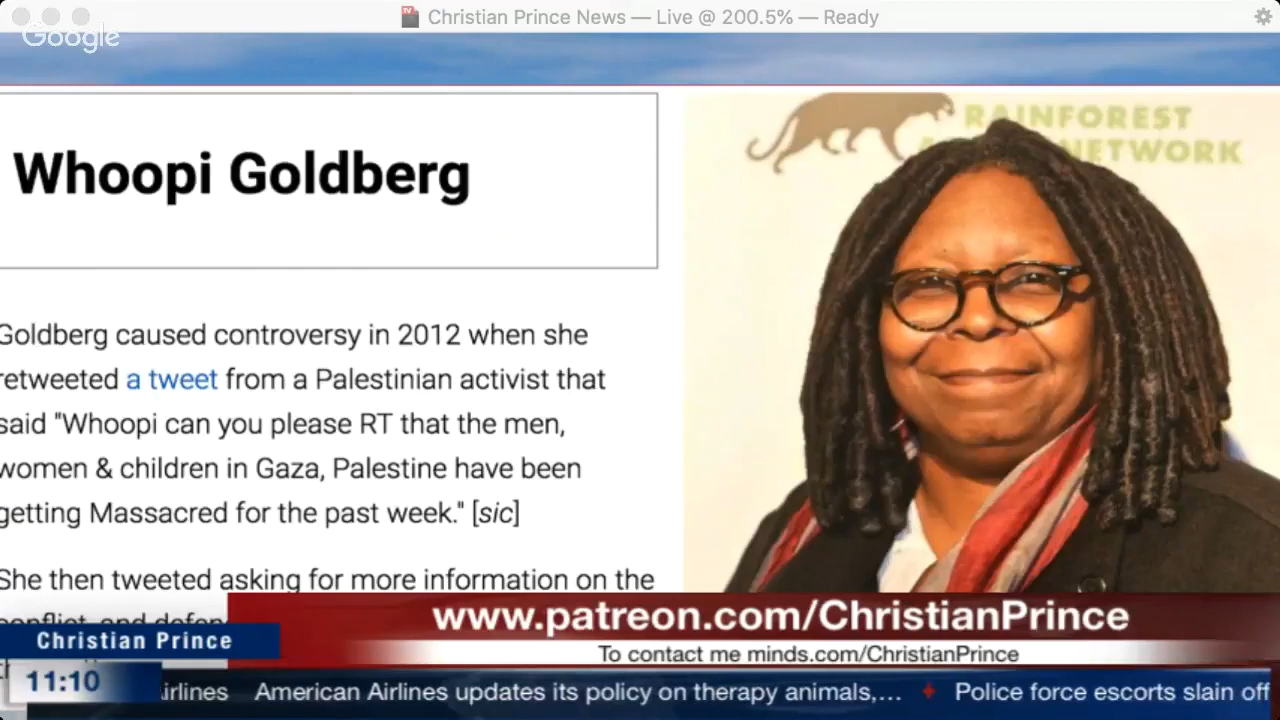 Christian Prince News — Live @ 200.5% — Ready
Google
RAINFOREST
NETWORK
Whoopi Goldberg
Goldberg caused controversy in 2012 when she
retweeted a tweet from a Palestinian activist that
said "Whoopi can you please RT that the men,
women & children in Gaza, Palestine have been
getting Massacred for the past week." [sic]
She then tweeted asking for more information on the
www.patreon.com/ChristianPrince
Christian Prince
To contact me minds.com/ChristianPrince
11:10
irlines American Airlines updates its policy on therapy animals,... Police force escorts slain off